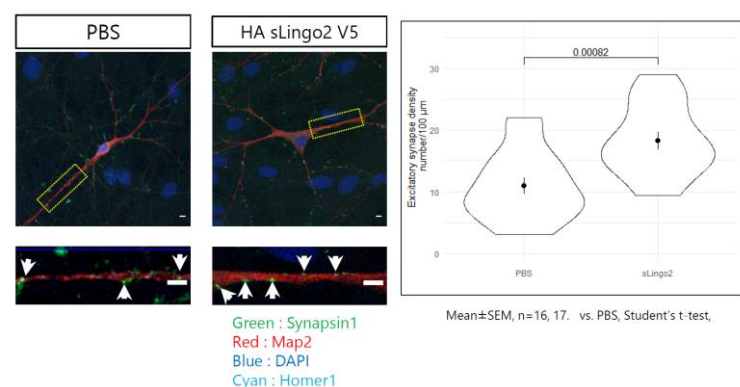 PBS
HA sLingo2 V5
Green : Synapsin1
Red : Map2
Blue : DAPI
Cyan : Homer1
0.00082
Excitatory synapse density
number/100 μm
30
20
10
0
PBS
sLingo2
Mean±SEM, n=16, 17. vs. PBS, Student's t-test,